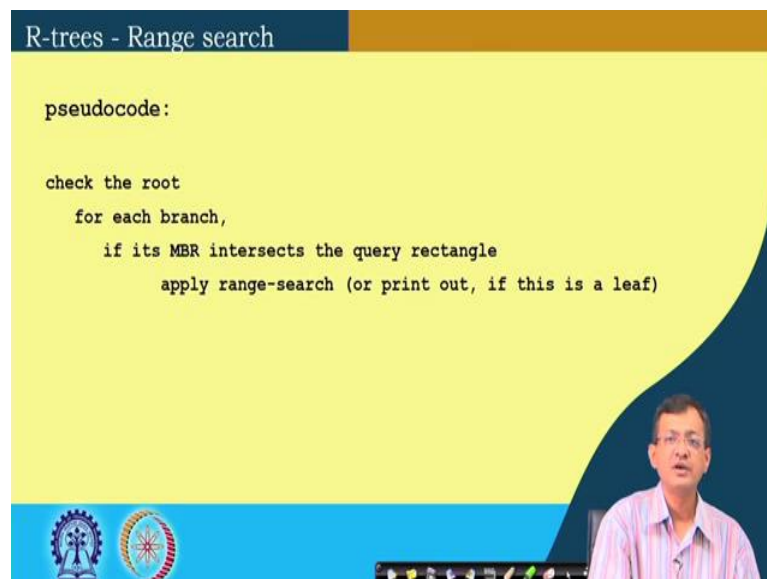 R-trees - Range search
pseudocode:
check the root
for each branch,
if its MBR intersects the query rectangle
apply range-search (or print out, if this is a leaf)